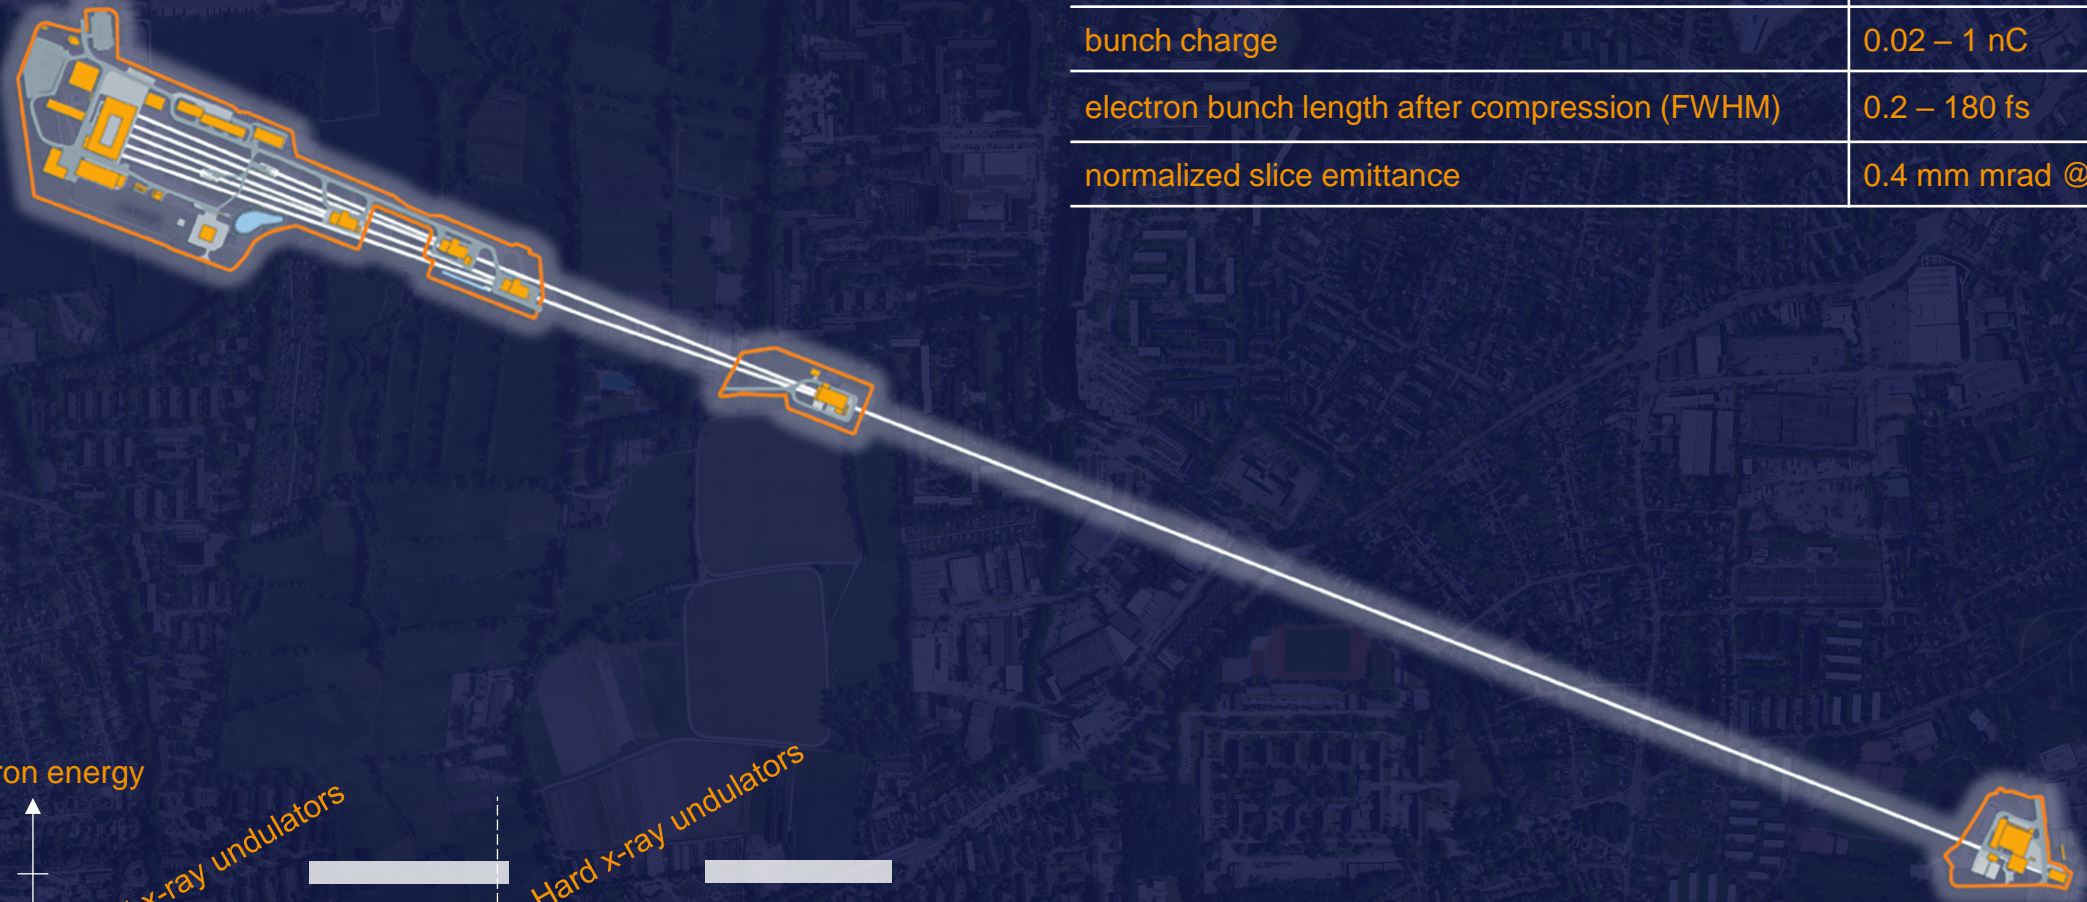 bunch charge 0.02 – 1 nC
electron bunch length after compression (FWHM) 0.2 – 180 fs
normalized slice emittance 0.4 mm mrad @
energy
x-ray undulators
Hard x-ray undulators